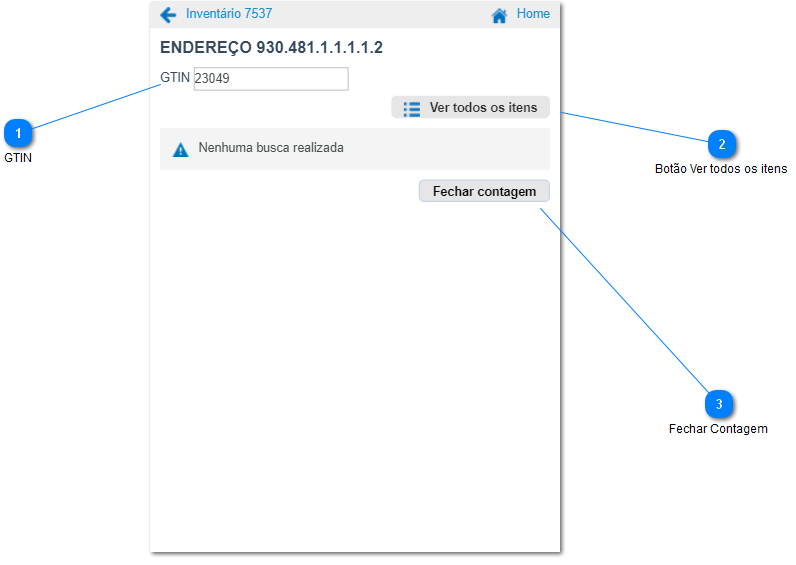 Inventário 7537 Home
ENDEREÇO 930.481.1.1.1.1.2
GTIN 23049
Ver todos os itens
1
GTIN
2
Botão Ver todos os itens
Nenhuma busca realizada
Fechar contagem
3
Fechar Contagem